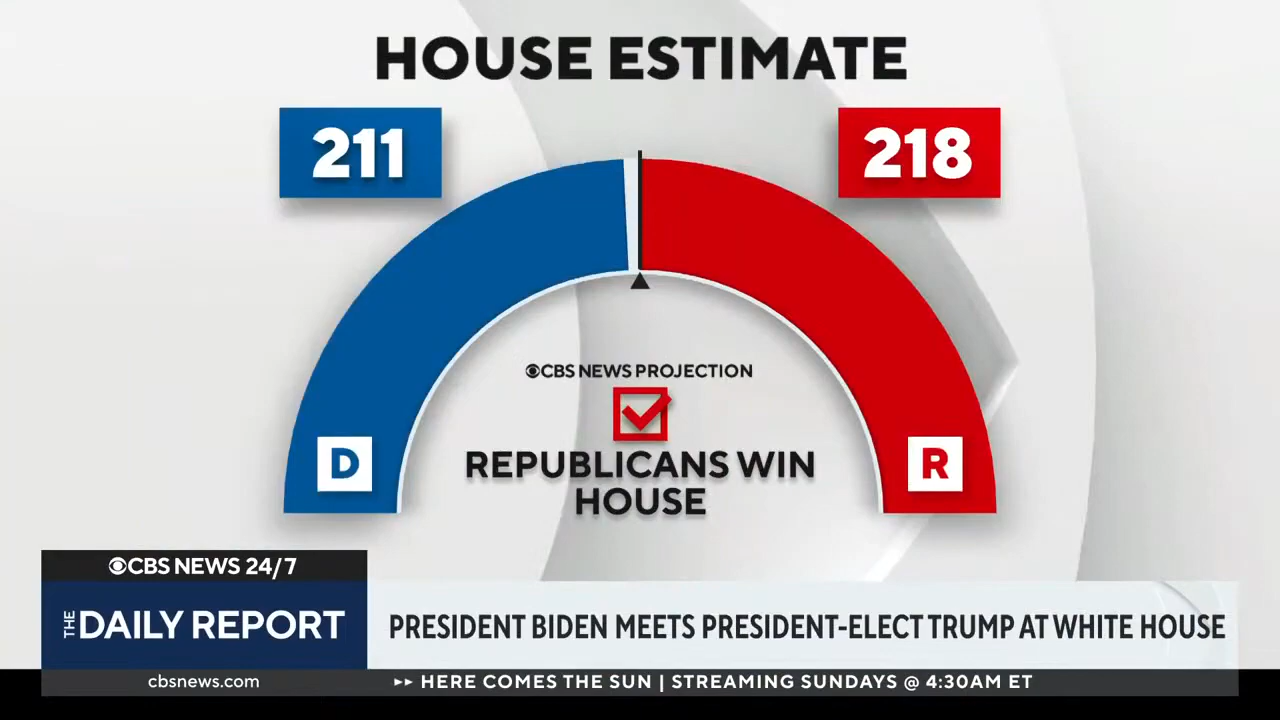 HOUSE ESTIMATE
211
218
CBS NEWS PROJECTION
REPUBLICANS WIN
HOUSE
D
R
CBS NEWS 24/7
THE DAILY REPORT
PRESIDENT BIDEN MEETS PRESIDENT-ELECT TRUMP AT WHITE HOUSE
cbsnews.com
HERE COMES THE SUN | STREAMING SUNDAYS @ 4:30AM ET